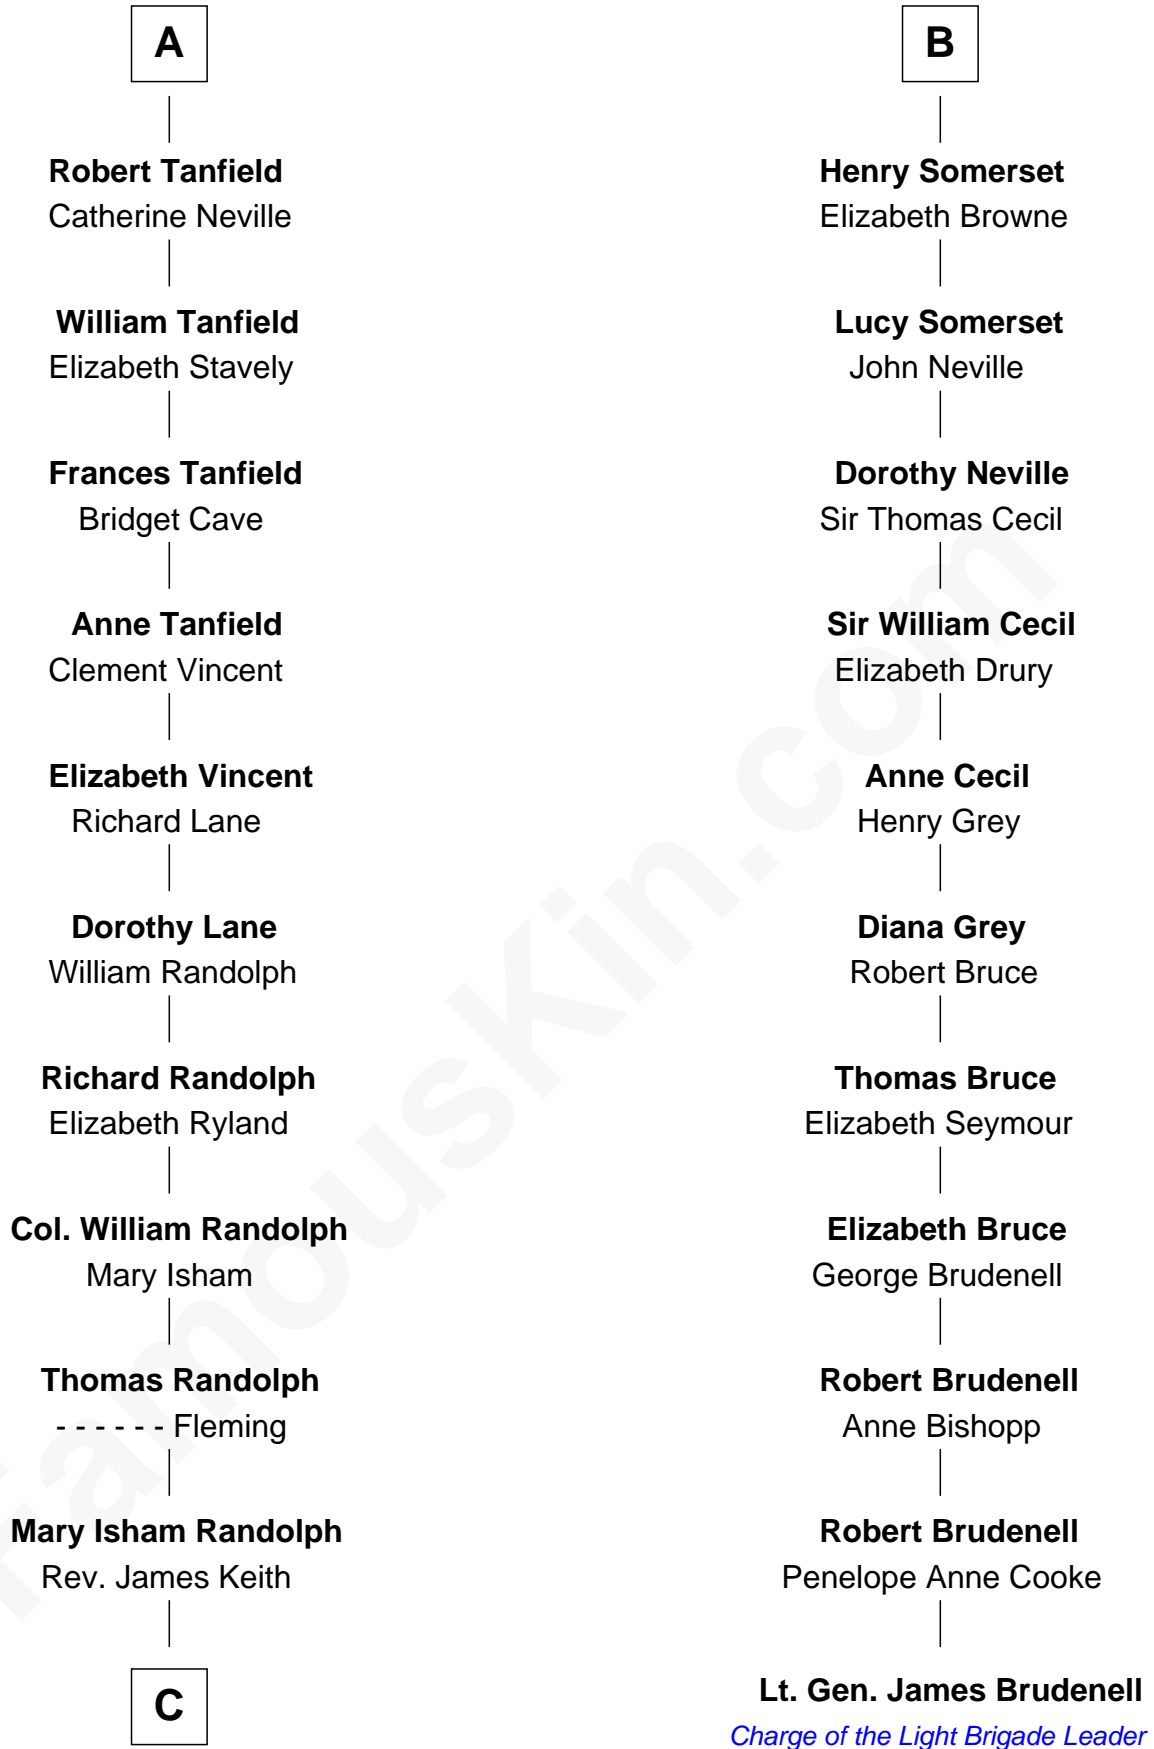 A
Robert Tanfield
Catherine Neville
William Tanfield
Elizabeth Stavely
Frances Tanfield
Bridget Cave
Anne Tanfield
Clement Vincent
Elizabeth Vincent
Richard Lane
Dorothy Lane
William Randolph
Richard Randolph
Elizabeth Ryland
Col. William Randolph
Mary Isham
Thomas Randolph
- - - - - - Fleming
Mary Isham Randolph
Rev. James Keith
C
B
Henry Somerset
Elizabeth Browne
Lucy Somerset
John Neville
Dorothy Neville
Sir Thomas Cecil
Sir William Cecil
Elizabeth Drury
Anne Cecil
Henry Grey
Diana Grey
Robert Bruce
Thomas Bruce
Elizabeth Seymour
Elizabeth Bruce
George Brudenell
Robert Brudenell
Anne Bishopp
Robert Brudenell
Penelope Anne Cooke
Lt. Gen. James Brudenell
Charge of the Light Brigade Leader
FamousKin.com